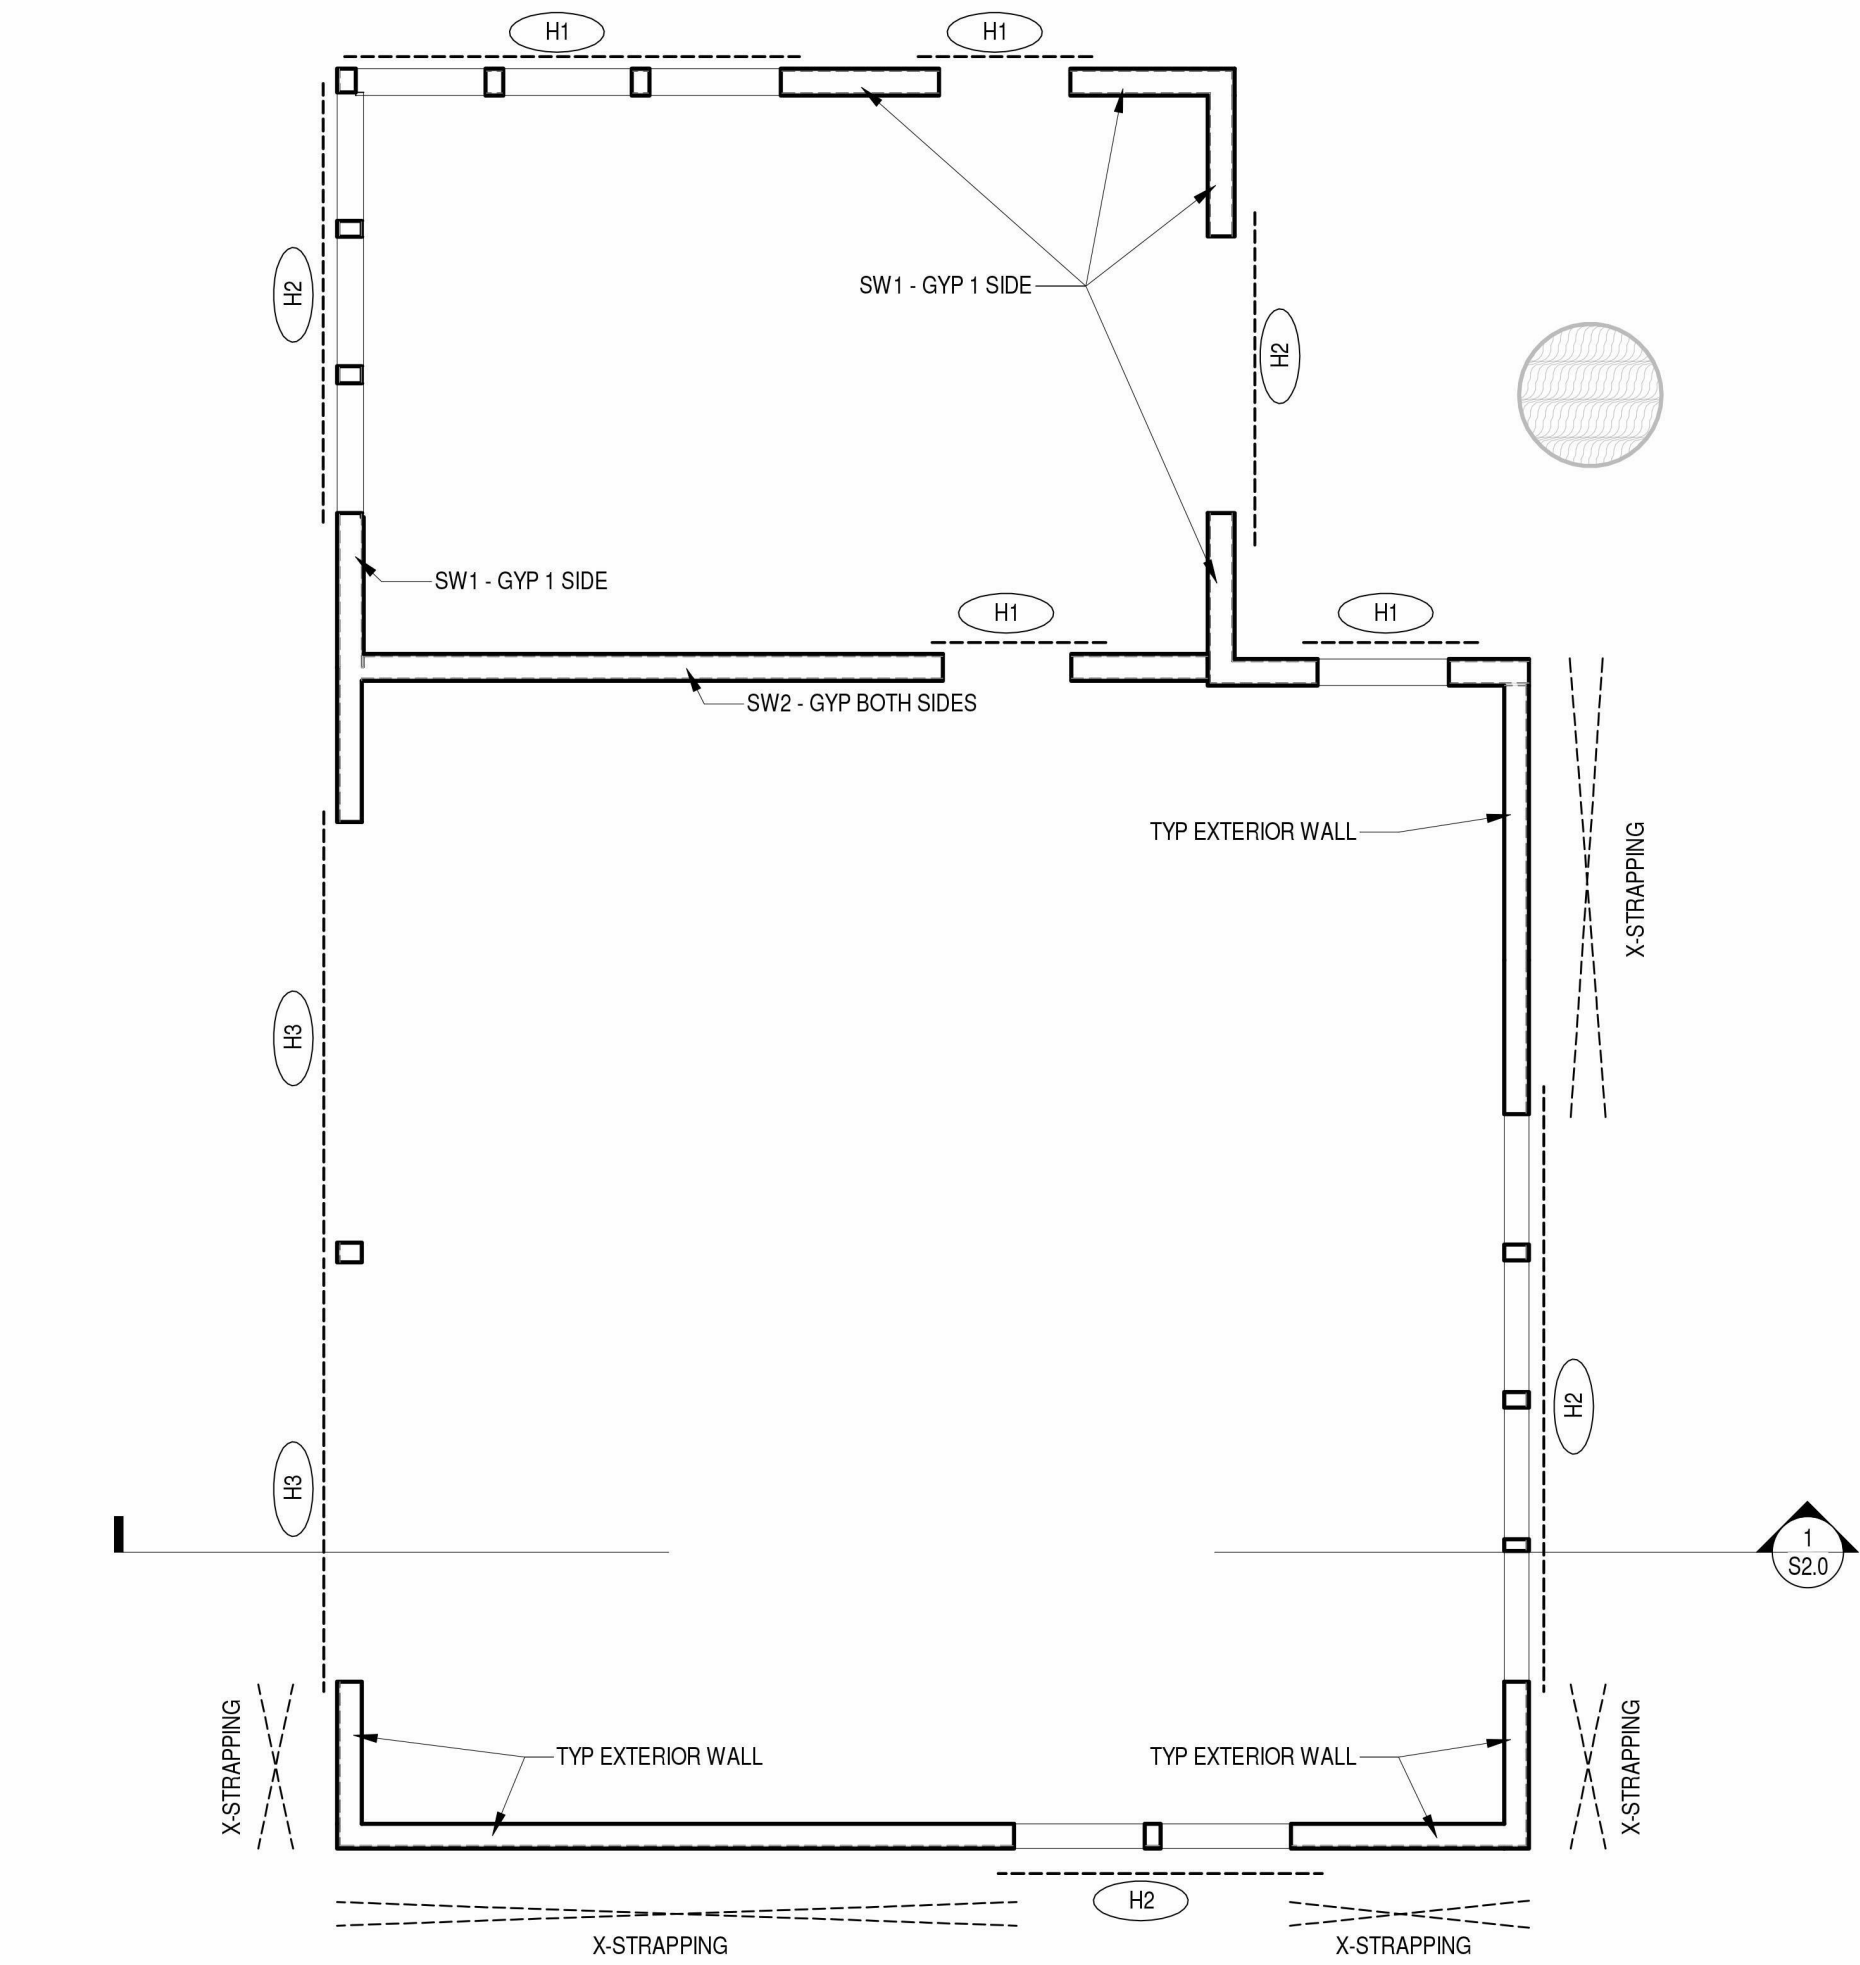 H1
H1
H2
SW1 - GYP 1 SIDE
H2
SW1 - GYP 1 SIDE
H1
H1
SW2 - GYP BOTH SIDES
TYP EXTERIOR WALL
X-STRAPPING
H3
H2
H3
1
S2.0
X-STRAPPING
TYP EXTERIOR WALL
TYP EXTERIOR WALL
X-STRAPPING
H2
X-STRAPPING
X-STRAPPING